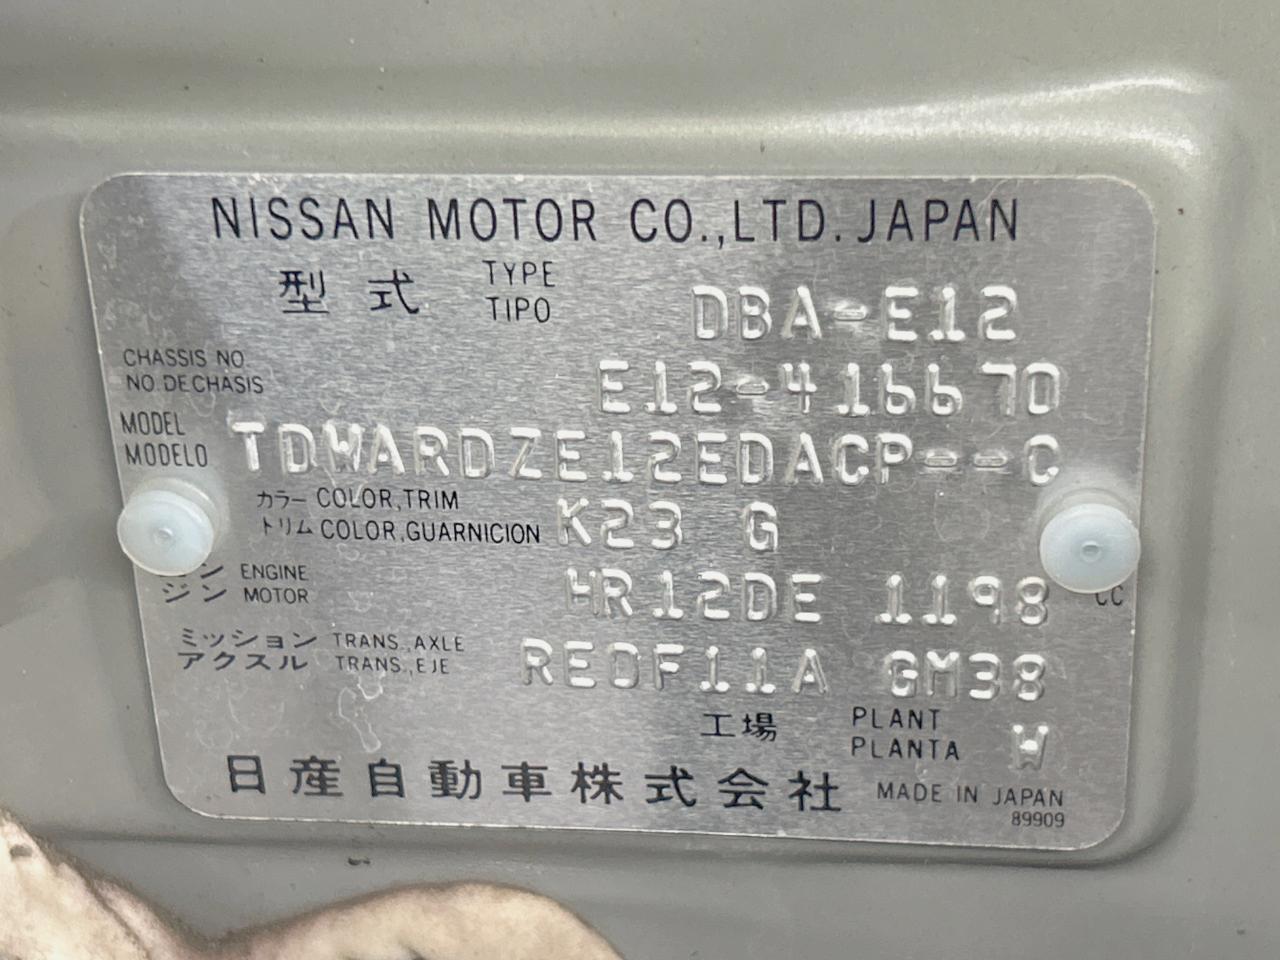 NISSAN MOTOR CO.,LTD. JAPAN
型式 TYPE DBA-E12
TIPO
CHASSIS NO E12-416670
NO.DE CHASIS
MODEL TDWARDZE12EDACP--C
MODELO
カラー COLOR,TRIM K23 G
トリム COLOR,GUARNICION
ン ENGINE HR12DE 1198 CC
ジン MOTOR
ミッション TRANS.,AXLE RE0F11A GM38
アクスル TRANS.,EJE
工場 PLANT W
PLANTA
日産自動車株式会社 MADE IN JAPAN
89909